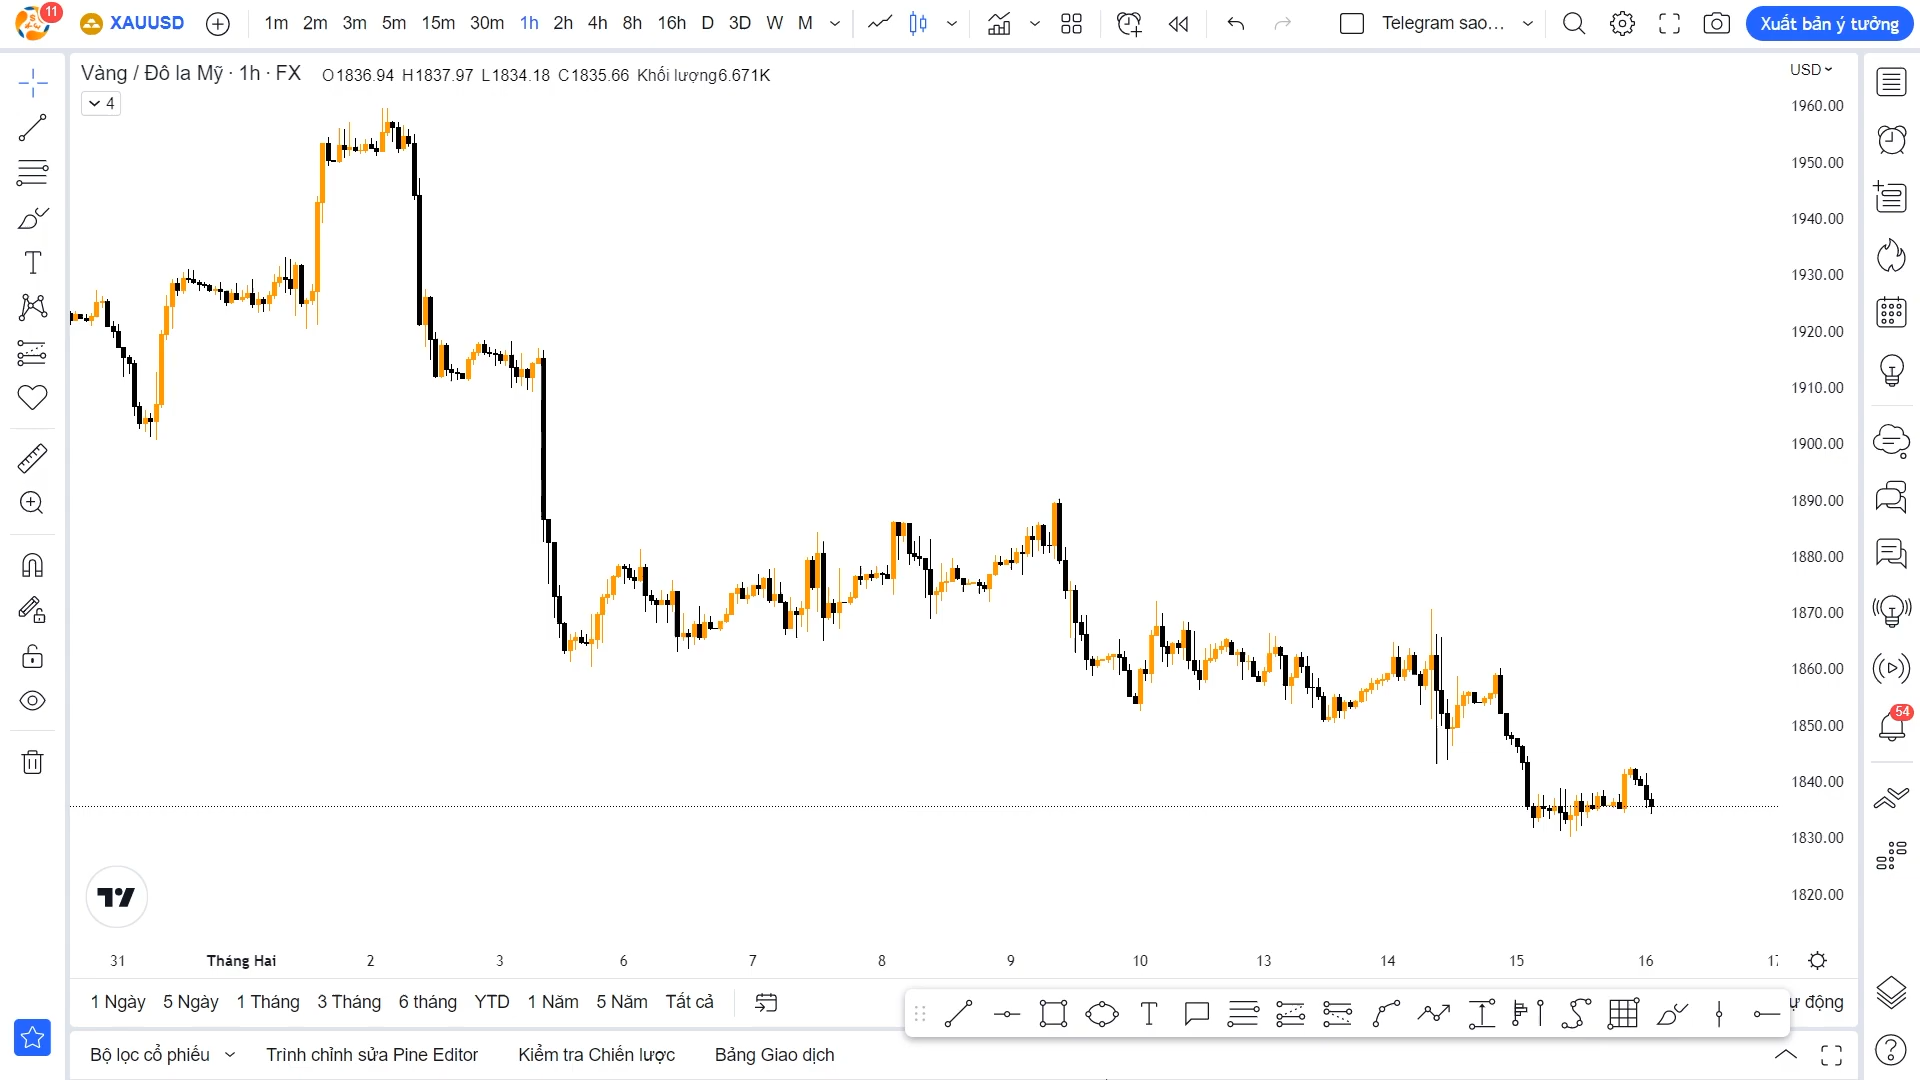 11
XAUUSD
1m 2m 3m 5m 15m 30m 1h 2h 4h 8h 16h D 3D W M
Telegram sao...
Xuất bản ý tưởng
Vàng / Đô la Mỹ · 1h · FX
O1836.94 H1837.97 L1834.18 C1835.66 Khối lượng6.671K
4
USD
1960.00
1950.00
1940.00
1930.00
1920.00
1910.00
1900.00
1890.00
1880.00
1870.00
1860.00
1850.00
1840.00
1830.00
1820.00
54
31 Tháng Hai 2 3 6 7 8 9 10 13 14 15 16
1 Ngày 5 Ngày 1 Tháng 3 Tháng 6 tháng YTD 1 Năm 5 Năm Tất cả
động
Bộ lọc cổ phiếu Trình chỉnh sửa Pine Editor Kiểm tra Chiến lược Bảng Giao dịch